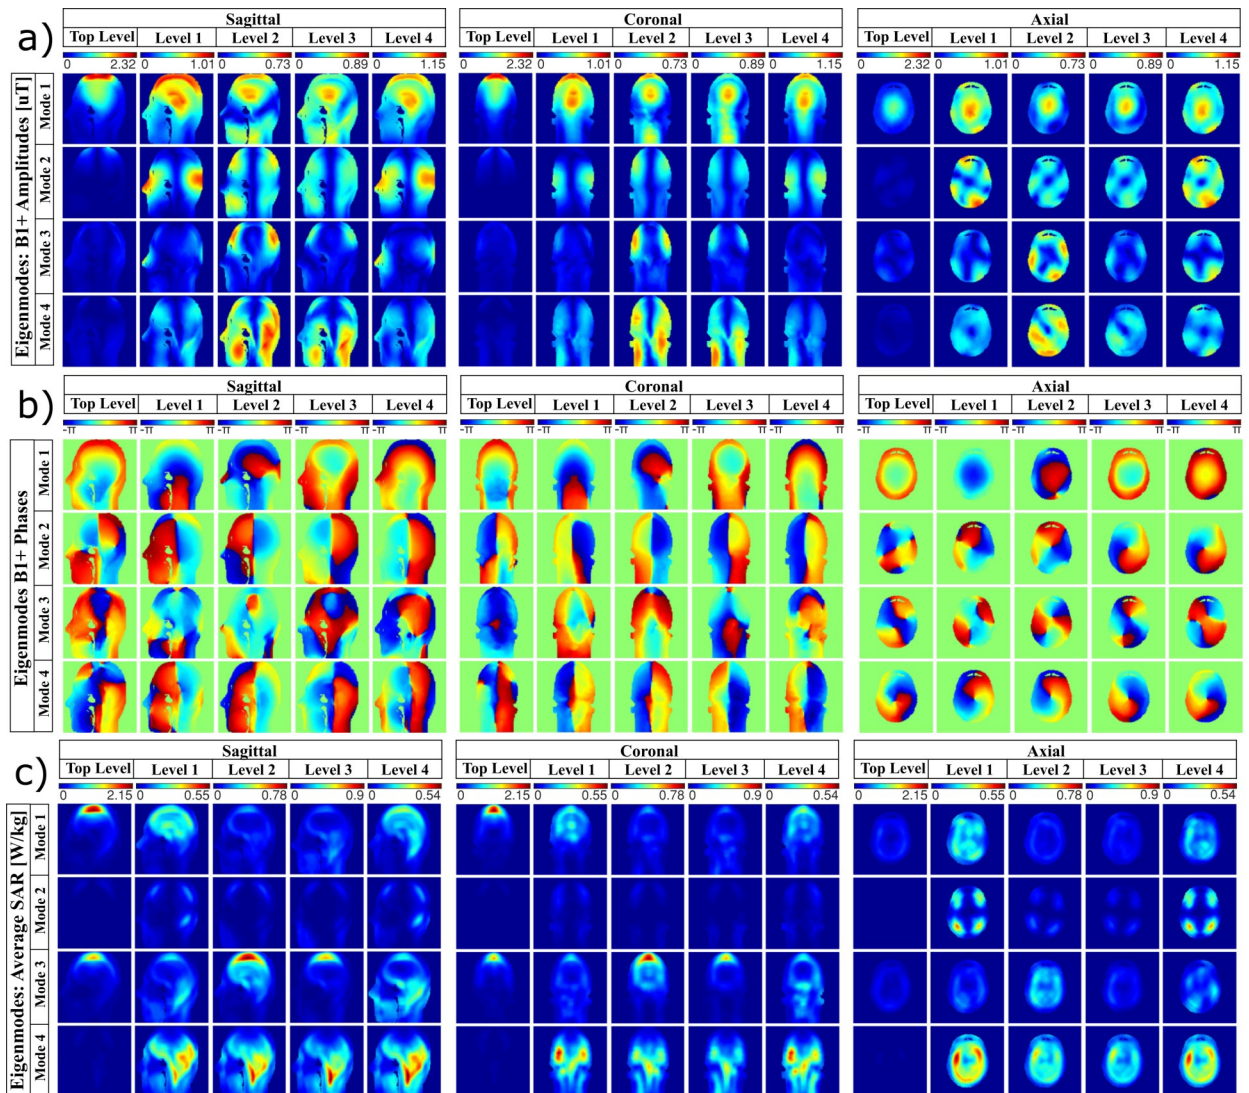 a)
Sagittal
Coronal
Axial
Top Level Level 1 Level 2 Level 3 Level 4
Top Level Level 1 Level 2 Level 3 Level 4
Top Level Level 1 Level 2 Level 3 Level 4
0 2.32 0 1.01 0 0.73 0 0.89 0 1.15
0 2.32 0 1.01 0 0.73 0 0.89 0 1.15
0 2.32 0 1.01 0 0.73 0 0.89 0 1.15
Eigenmodes: B1+ Amplitudes [uT]
Mode 1
Mode 2
Mode 3
Mode 4
b)
Sagittal
Coronal
Axial
Top Level Level 1 Level 2 Level 3 Level 4
Top Level Level 1 Level 2 Level 3 Level 4
Top Level Level 1 Level 2 Level 3 Level 4
-π π -π π -π π -π π -π π
-π π -π π -π π -π π -π π
-π π -π π -π π -π π -π π
Eigenmodes B1+ Phases
Mode 1
Mode 2
Mode 3
Mode 4
c)
Sagittal
Coronal
Axial
Top Level Level 1 Level 2 Level 3 Level 4
Top Level Level 1 Level 2 Level 3 Level 4
Top Level Level 1 Level 2 Level 3 Level 4
0 2.15 0 0.55 0 0.78 0 0.9 0 0.54
0 2.15 0 0.55 0 0.78 0 0.9 0 0.54
0 2.15 0 0.55 0 0.78 0 0.9 0 0.54
Eigenmodes: Average SAR [W/kg]
Mode 1
Mode 2
Mode 3
Mode 4